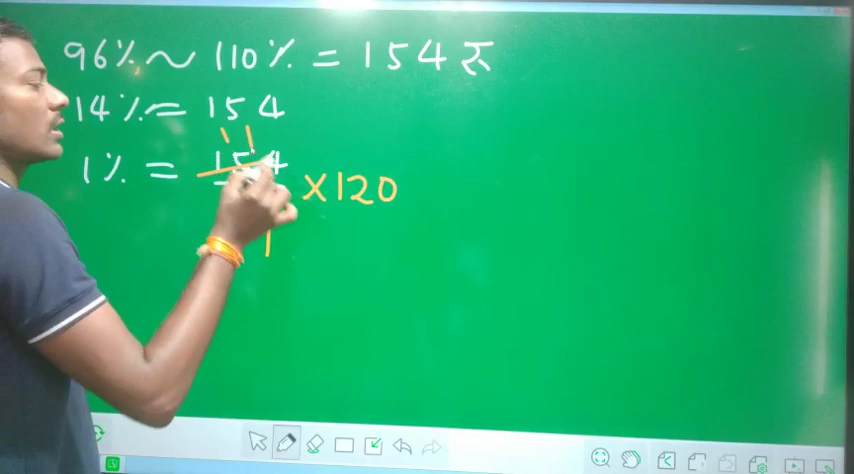 96% ~ 110% = 154 रु
14% = 154
11
1% = 154 × 120
1